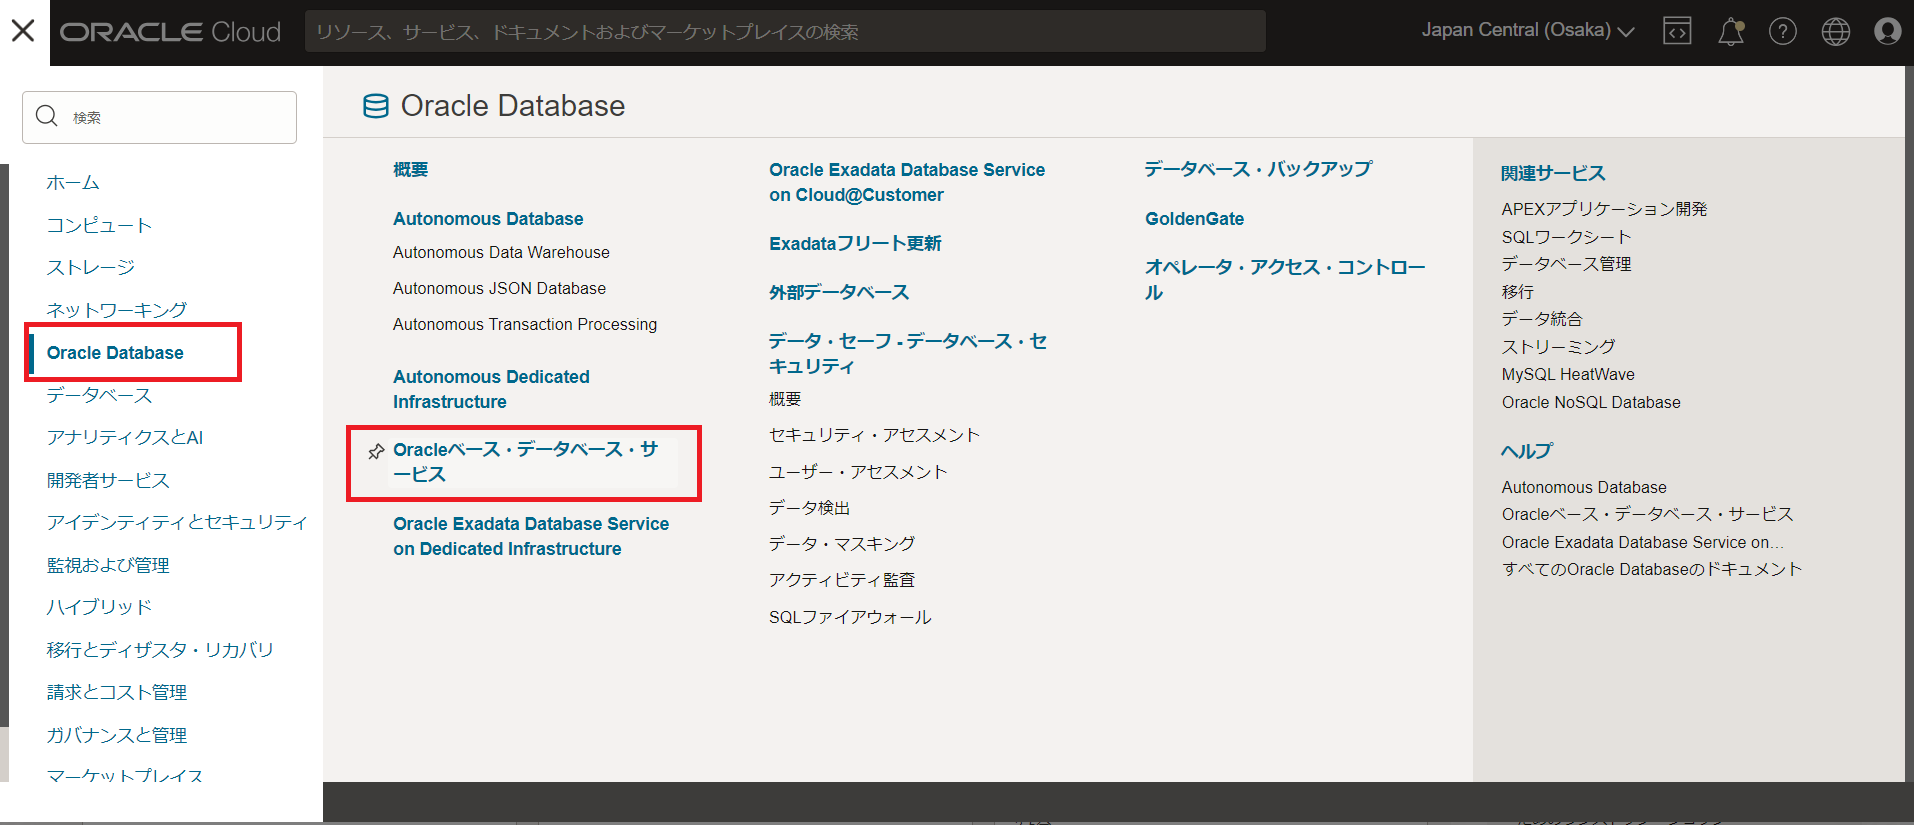 ORACLE Cloud
リソース、サービス、ドキュメントおよびマーケットプレイスの検索
Japan Central (Osaka)
検索
ホーム
コンピュート
ストレージ
ネットワーキング
Oracle Database
データベース
アナリティクスとAI
開発者サービス
アイデンティティとセキュリティ
監視および管理
ハイブリッド
移行とディザスタ・リカバリ
請求とコスト管理
ガバナンスと管理
マーケットプレイス
Oracle Database
概要
Autonomous Database
Autonomous Data Warehouse
Autonomous JSON Database
Autonomous Transaction Processing
Autonomous Dedicated
Infrastructure
Oracleベース・データベース・サ
ービス
Oracle Exadata Database Service
on Dedicated Infrastructure
Oracle Exadata Database Service
on Cloud@Customer
Exadataフリート更新
外部データベース
データ・セーフ - データベース・セ
キュリティ
概要
セキュリティ・アセスメント
ユーザー・アセスメント
データ検出
データ・マスキング
アクティビティ監査
SQLファイアウォール
データベース・バックアップ
GoldenGate
オペレータ・アクセス・コントロー
ル
関連サービス
APEXアプリケーション開発
SQLワークシート
データベース管理
移行
データ統合
ストリーミング
MySQL HeatWave
Oracle NoSQL Database
ヘルプ
Autonomous Database
Oracleベース・データベース・サービス
Oracle Exadata Database Service on...
すべてのOracle Databaseのドキュメント